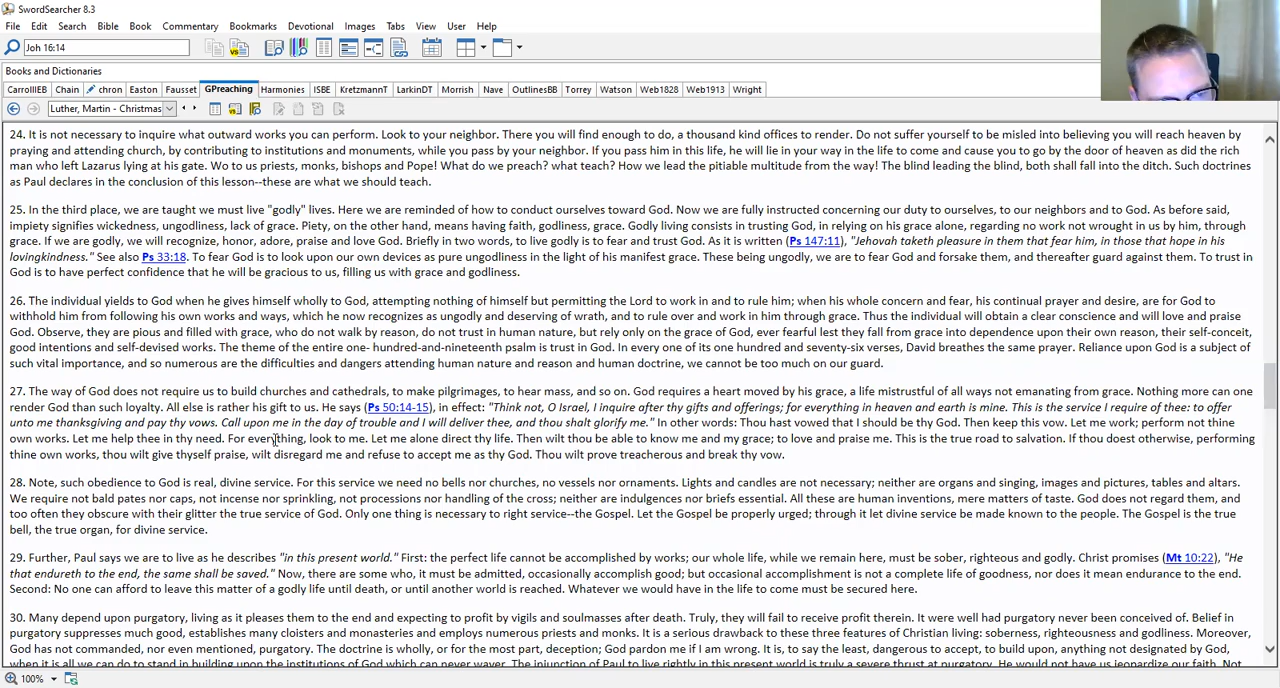 SwordSearcher 8.3
File Edit Search Bible Book Commentary Bookmarks Devotional Images Tabs View User Help
Joh 16:14
Books and Dictionaries
CarrollIEB Chain chron Easton Fausset GPreaching Harmonies ISBE KretzmannT LarkinDT Morrish Nave OutlinesBB Torrey Watson Web1828 Web1913 Wright
Luther, Martin - Christmas
24. It is not necessary to inquire what outward works you can perform. Look to your neighbor. There you will find enough to do, a thousand kind offices to render. Do not suffer yourself to be misled into believing you will reach heaven by
praying and attending church, by contributing to institutions and monuments, while you pass by your neighbor. If you pass him in this life, he will lie in your way in the life to come and cause you to go by the door of heaven as did the rich
man who left Lazarus lying at his gate. Wo to us priests, monks, bishops and Pope! What do we preach? what teach? How we lead the pitiable multitude from the way! The blind leading the blind, both shall fall into the ditch. Such doctrines
as Paul declares in the conclusion of this lesson--these are what we should teach.
25. In the third place, we are taught we must live "godly" lives. Here we are reminded of how to conduct ourselves toward God. Now we are fully instructed concerning our duty to ourselves, to our neighbors and to God. As before said,
impiety signifies wickedness, ungodliness, lack of grace. Piety, on the other hand, means having faith, godliness, grace. Godly living consists in trusting God, in relying on his grace alone, regarding no work not wrought in us by him, through
grace. If we are godly, we will recognize, honor, adore, praise and love God. Briefly in two words, to live godly is to fear and trust God. As it is written (Ps 147:11), "Jehovah taketh pleasure in them that fear him, in those that hope in his
lovingkindness." See also Ps 33:18. To fear God is to look upon our own devices as pure ungodliness in the light of his manifest grace. These being ungodly, we are to fear God and forsake them, and thereafter guard against them. To trust in
God is to have perfect confidence that he will be gracious to us, filling us with grace and godliness.
26. The individual yields to God when he gives himself wholly to God, attempting nothing of himself but permitting the Lord to work in and to rule him; when his whole concern and fear, his continual prayer and desire, are for God to
withhold him from following his own works and ways, which he now recognizes as ungodly and deserving of wrath, and to rule over and work in him through grace. Thus the individual will obtain a clear conscience and will love and praise
God. Observe, they are pious and filled with grace, who do not walk by reason, do not trust in human nature, but rely only on the grace of God, ever fearful lest they fall from grace into dependence upon their own reason, their self-conceit,
good intentions and self-devised works. The theme of the entire one- hundred-and-nineteenth psalm is trust in God. In every one of its one hundred and seventy-six verses, David breathes the same prayer. Reliance upon God is a subject of
such vital importance, and so numerous are the difficulties and dangers attending human nature and reason and human doctrine, we cannot be too much on our guard.
27. The way of God does not require us to build churches and cathedrals, to make pilgrimages, to hear mass, and so on. God requires a heart moved by his grace, a life mistrustful of all ways not emanating from grace. Nothing more can one
render God than such loyalty. All else is rather his gift to us. He says (Ps 50:14-15), in effect: "Think not, O Israel, I inquire after thy gifts and offerings; for everything in heaven and earth is mine. This is the service I require of thee: to offer
unto me thanksgiving and pay thy vows. Call upon me in the day of trouble and I will deliver thee, and thou shalt glorify me." In other words: Thou hast vowed that I should be thy God. Then keep this vow. Let me work; perform not thine
own works. Let me help thee in thy need. For everything, look to me. Let me alone direct thy life. Then wilt thou be able to know me and my grace; to love and praise me. This is the true road to salvation. If thou doest otherwise, performing
thine own works, thou wilt give thyself praise, wilt disregard me and refuse to accept me as thy God. Thou wilt prove treacherous and break thy vow.
28. Note, such obedience to God is real, divine service. For this service we need no bells nor churches, no vessels nor ornaments. Lights and candles are not necessary; neither are organs and singing, images and pictures, tables and altars.
We require not bald pates nor caps, not incense nor sprinkling, not processions nor handling of the cross; neither are indulgences nor briefs essential. All these are human inventions, mere matters of taste. God does not regard them, and
too often they obscure with their glitter the true service of God. Only one thing is necessary to right service--the Gospel. Let the Gospel be properly urged; through it let divine service be made known to the people. The Gospel is the true
bell, the true organ, for divine service.
29. Further, Paul says we are to live as he describes "in this present world." First: the perfect life cannot be accomplished by works; our whole life, while we remain here, must be sober, righteous and godly. Christ promises (Mt 10:22), "He
that endureth to the end, the same shall be saved." Now, there are some who, it must be admitted, occasionally accomplish good; but occasional accomplishment is not a complete life of goodness, nor does it mean endurance to the end.
Second: No one can afford to leave this matter of a godly life until death, or until another world is reached. Whatever we would have in the life to come must be secured here.
30. Many depend upon purgatory, living as it pleases them to the end and expecting to profit by vigils and soulmasses after death. Truly, they will fail to receive profit therein. It were well had purgatory never been conceived of. Belief in
purgatory suppresses much good, establishes many cloisters and monasteries and employs numerous priests and monks. It is a serious drawback to these three features of Christian living: soberness, righteousness and godliness. Moreover,
God has not commanded, nor even mentioned, purgatory. The doctrine is wholly, or for the most part, deception; God pardon me if I am wrong. It is, to say the least, dangerous to accept, to build upon, anything not designated by God,
when it is all we can do to stand in building upon the institutions of God which can never waver. The injunction of Paul to live rightly in this present world is truly a severe thrust at purgatory. He would not have us jeopardize our faith. Not
100%